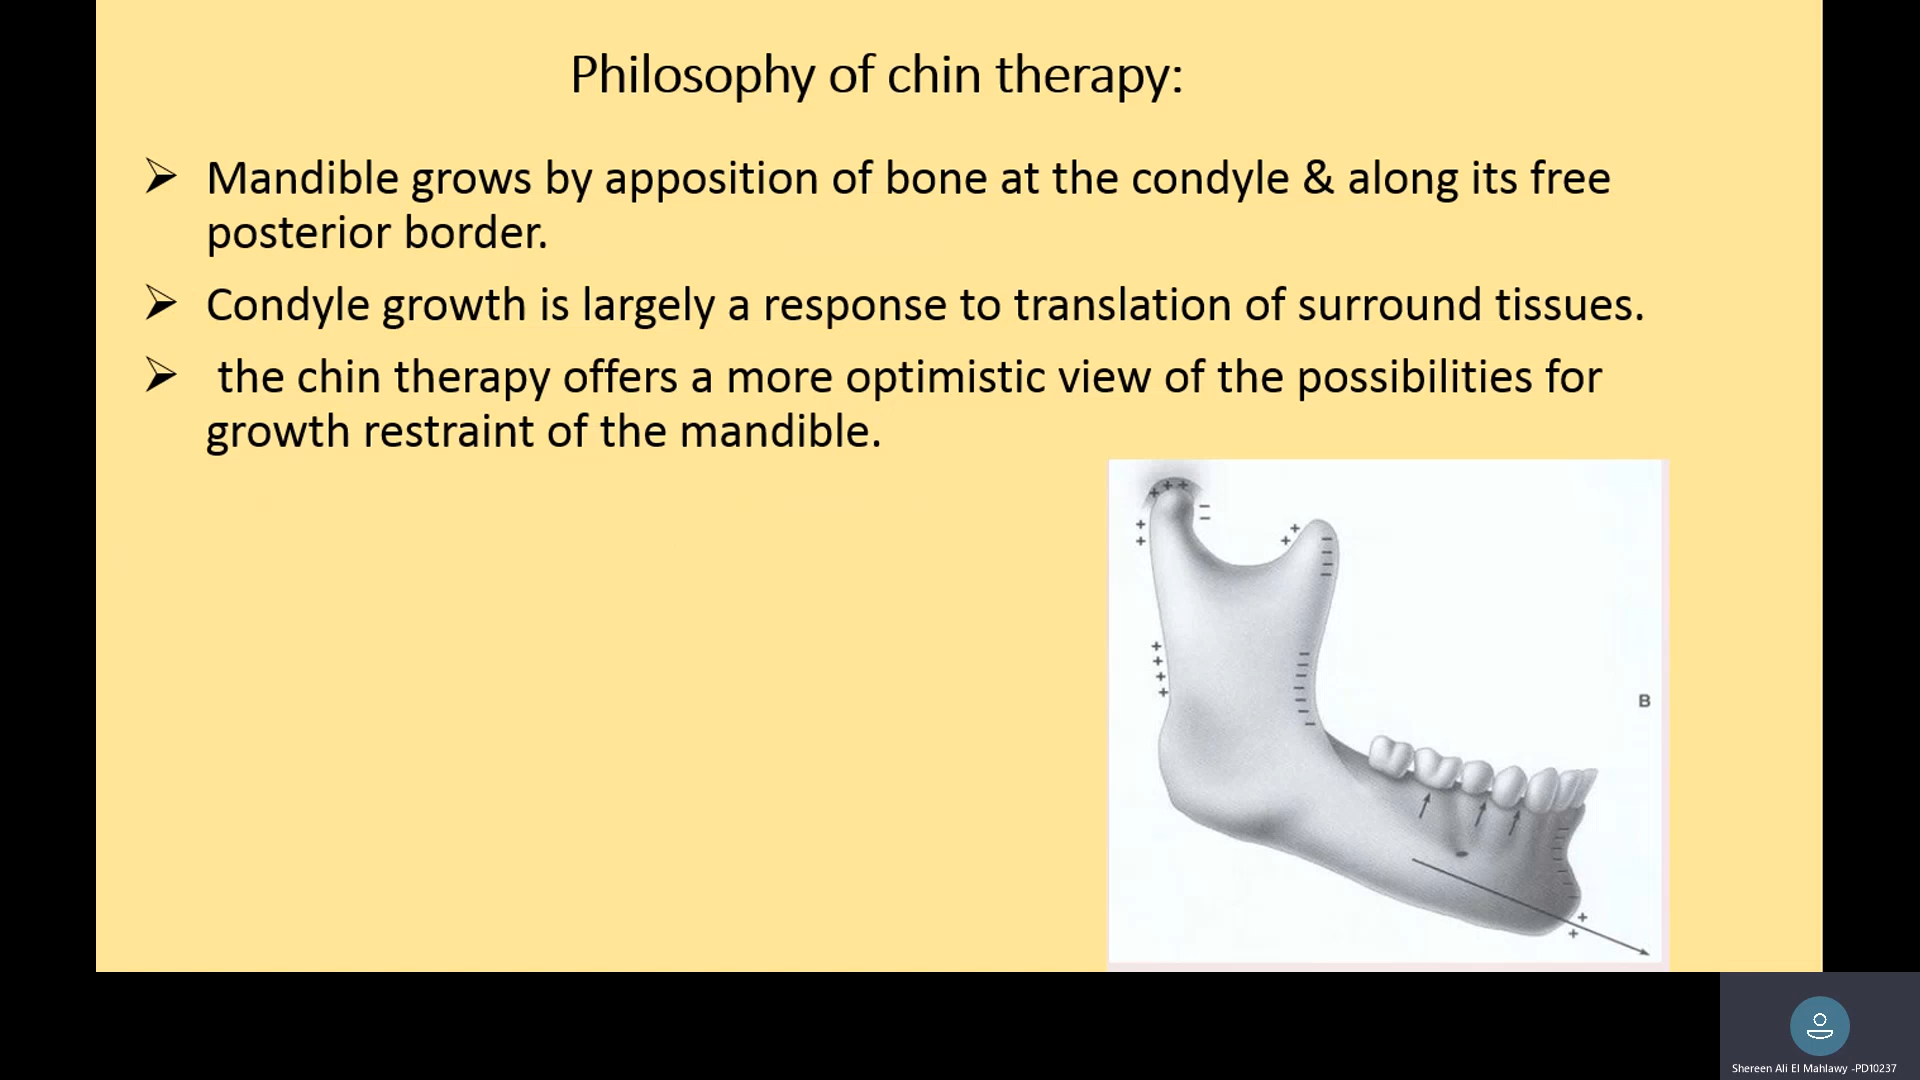 Philosophy of chin therapy:
➢ Mandible grows by apposition of bone at the condyle & along its free
posterior border.
➢ Condyle growth is largely a response to translation of surround tissues.
➢ the chin therapy offers a more optimistic view of the possibilities for
growth restraint of the mandible.
B
Shereen Ali El Mahlawy -PD10237